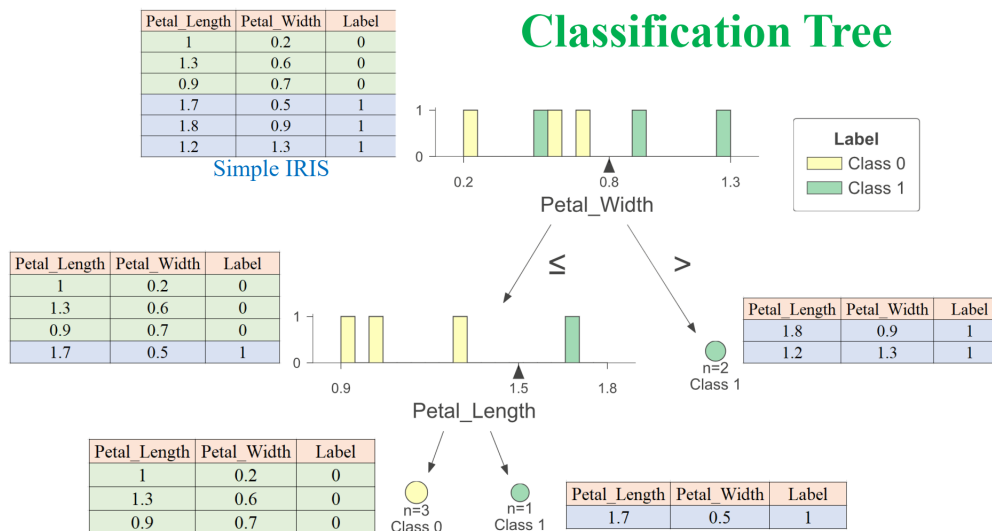 Classification Tree
Petal_Length Petal_Width Label
1 0.2 0
1.3 0.6 0
0.9 0.7 0
1.7 0.5 1
1.8 0.9 1
1.2 1.3 1
Simple IRIS
1
0
0.2 0.8 1.3
Petal_Width
Label
Class 0
Class 1
≤ >
Petal_Length Petal_Width Label
1 0.2 0
1.3 0.6 0
0.9 0.7 0
1.7 0.5 1
1
0
0.9 1.5 1.8
Petal_Length
Petal_Length Petal_Width Label
1.8 0.9 1
1.2 1.3 1
n=2
Class 1
Petal_Length Petal_Width Label
1 0.2 0
1.3 0.6 0
0.9 0.7 0
n=3
Class 0
n=1
Class 1
Petal_Length Petal_Width Label
1.7 0.5 1